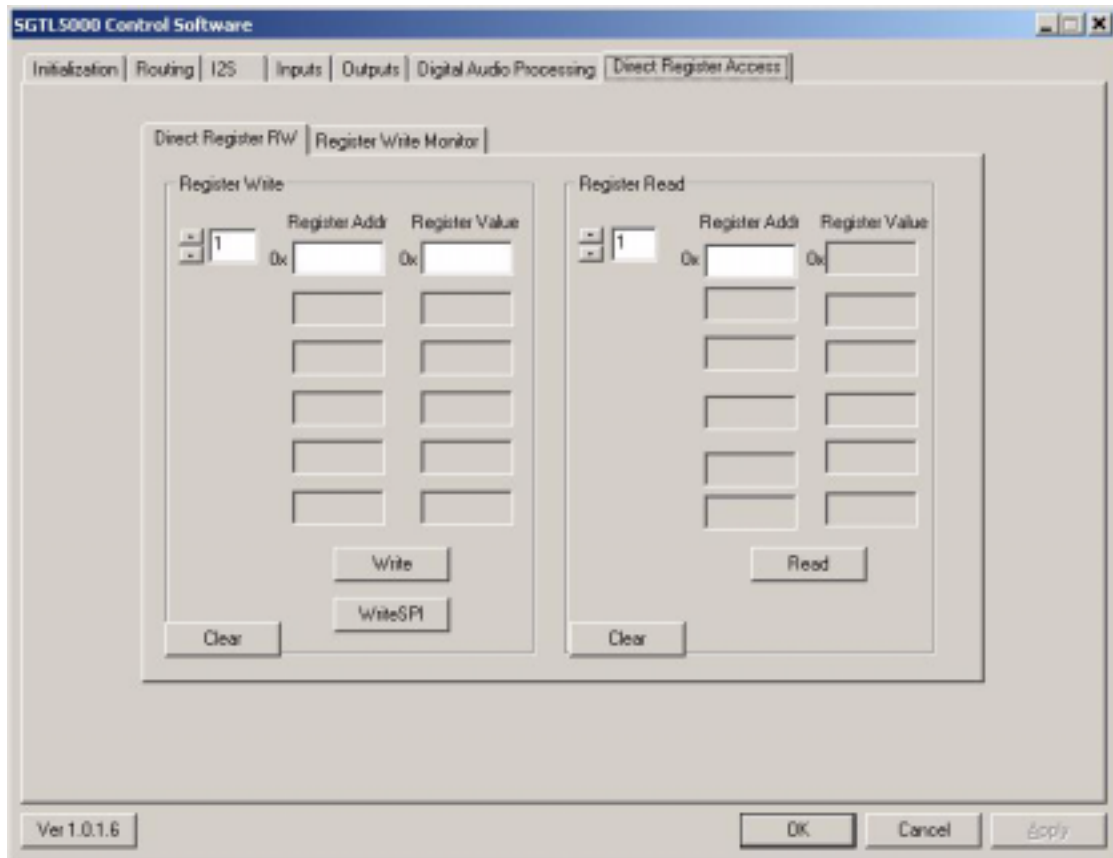 SGTL5000 Control Software
Initialization Routing I2S Inputs Outputs Digital Audio Processing Direct Register Access
Direct Register RW Register Write Monitor
Register Write
Register Addr Register Value
1 0x 0x
Write
WriteSPI
Clear
Register Read
Register Addr Register Value
1 0x 0x
Read
Clear
Ver 1.0.1.6 OK Cancel Apply